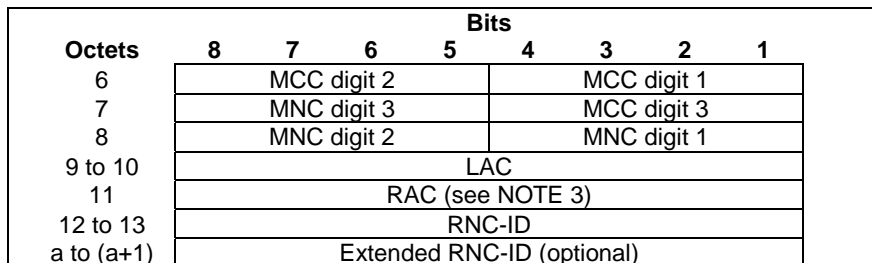 Bits
Octets 8 7 6 5 4 3 2 1
6 MCC digit 2 MCC digit 1
7 MNC digit 3 MCC digit 3
8 MNC digit 2 MNC digit 1
9 to 10 LAC
11 RAC (see NOTE 3)
12 to 13 RNC-ID
a to (a+1) Extended RNC-ID (optional)